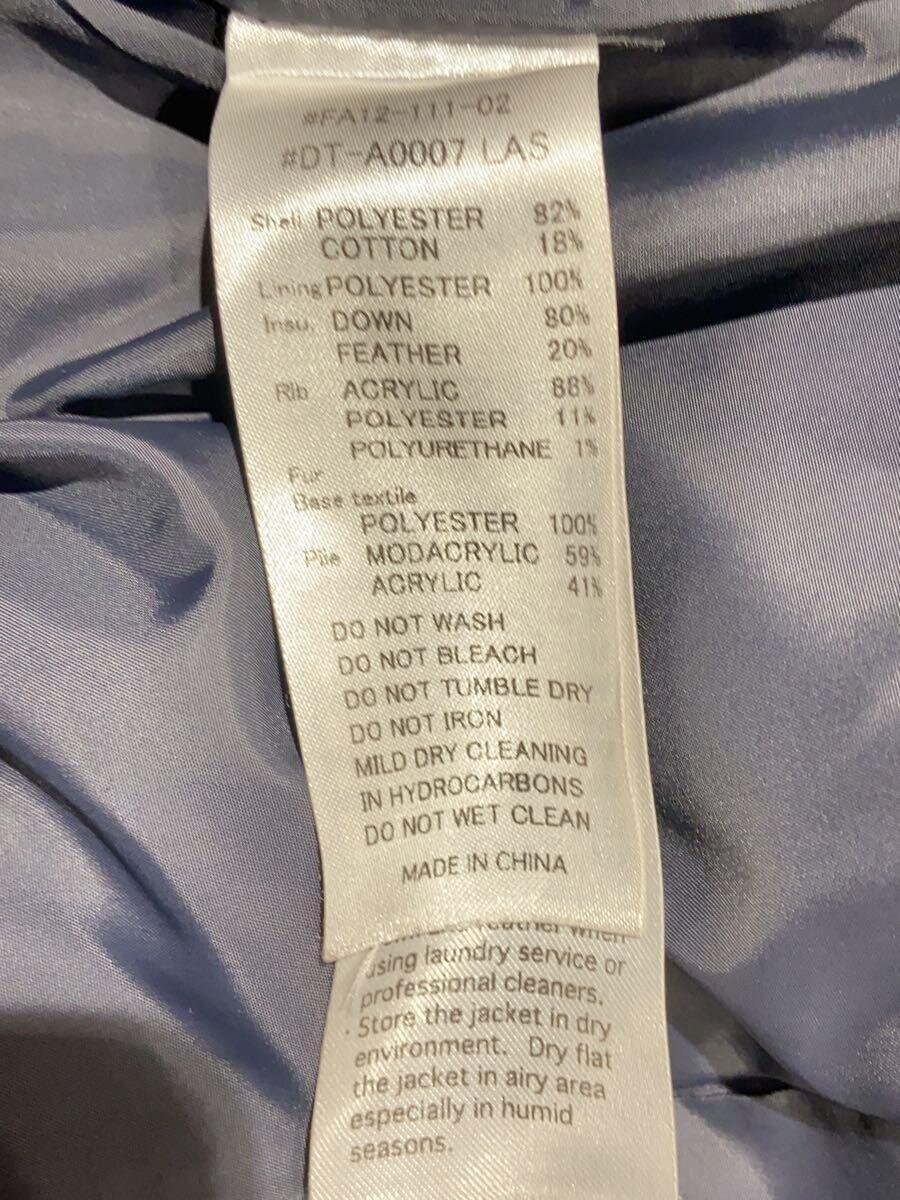 #FA12-111-02
#DT-A0007 LAS
Shell POLYESTER 82%
COTTON 18%
Lining POLYESTER 100%
Insu. DOWN 80%
FEATHER 20%
Rib ACRYLIC 88%
POLYESTER 11%
POLYURETHANE 1%
Fur
Base textile
POLYESTER 100%
Pile MODACRYLIC 59%
ACRYLIC 41%
DO NOT WASH
DO NOT BLEACH
DO NOT TUMBLE DRY
DO NOT IRON
MILD DRY CLEANING
IN HYDROCARBONS
DO NOT WET CLEAN
MADE IN CHINA
when
using laundry service or
professional cleaners.
· Store the jacket in dry
environment. Dry flat
the jacket in airy area
especially in humid
seasons.